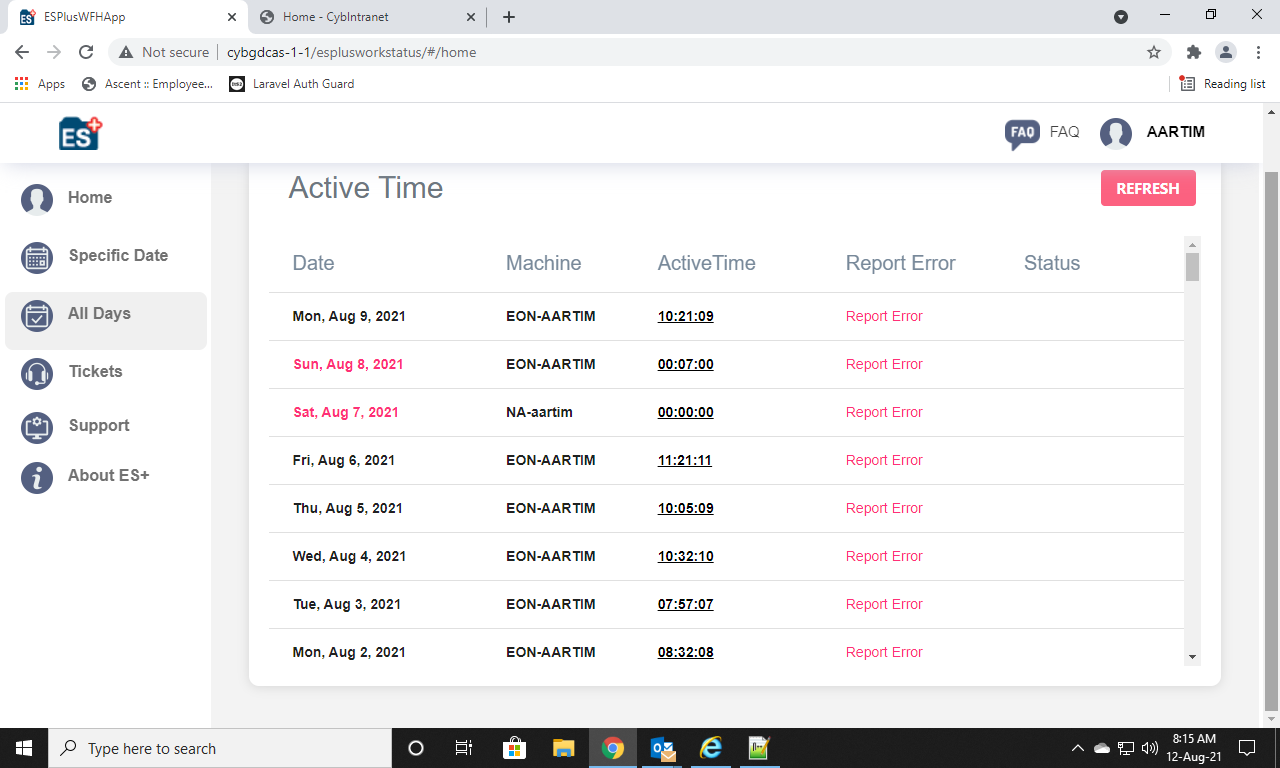 ESPlusWFHApp
Home - CybIntranet
Not secure
cybgdcas-1-1/esplusworkstatus/#/home
Apps
Ascent :: Employee...
Laravel Auth Guard
Reading list
ES+
FAQ FAQ
AARTIM
Home
Specific Date
All Days
Tickets
Support
About ES+
Active Time
REFRESH
Date Machine ActiveTime Report Error Status
Mon, Aug 9, 2021 EON-AARTIM 10:21:09 Report Error
Sun, Aug 8, 2021 EON-AARTIM 00:07:00 Report Error
Sat, Aug 7, 2021 NA-aartim 00:00:00 Report Error
Fri, Aug 6, 2021 EON-AARTIM 11:21:11 Report Error
Thu, Aug 5, 2021 EON-AARTIM 10:05:09 Report Error
Wed, Aug 4, 2021 EON-AARTIM 10:32:10 Report Error
Tue, Aug 3, 2021 EON-AARTIM 07:57:07 Report Error
Mon, Aug 2, 2021 EON-AARTIM 08:32:08 Report Error
Type here to search
8:15 AM
12-Aug-21